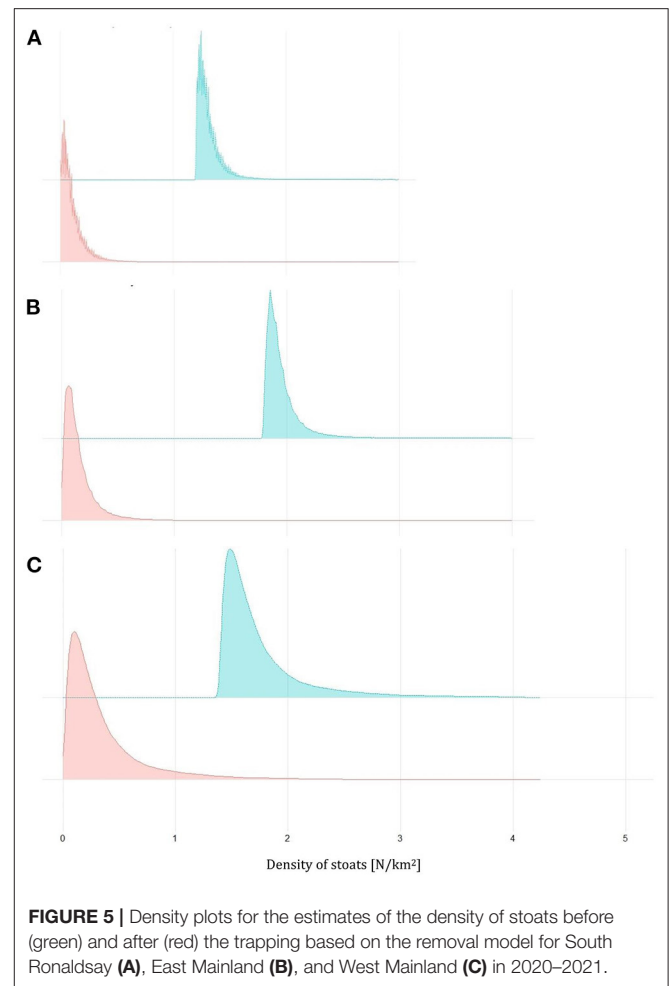 A
B
C
0 1 2 3 4 5
Density of stoats [N/km²]
FIGURE 5 | Density plots for the estimates of the density of stoats before
(green) and after (red) the trapping based on the removal model for South
Ronaldsay (A), East Mainland (B), and West Mainland (C) in 2020–2021.